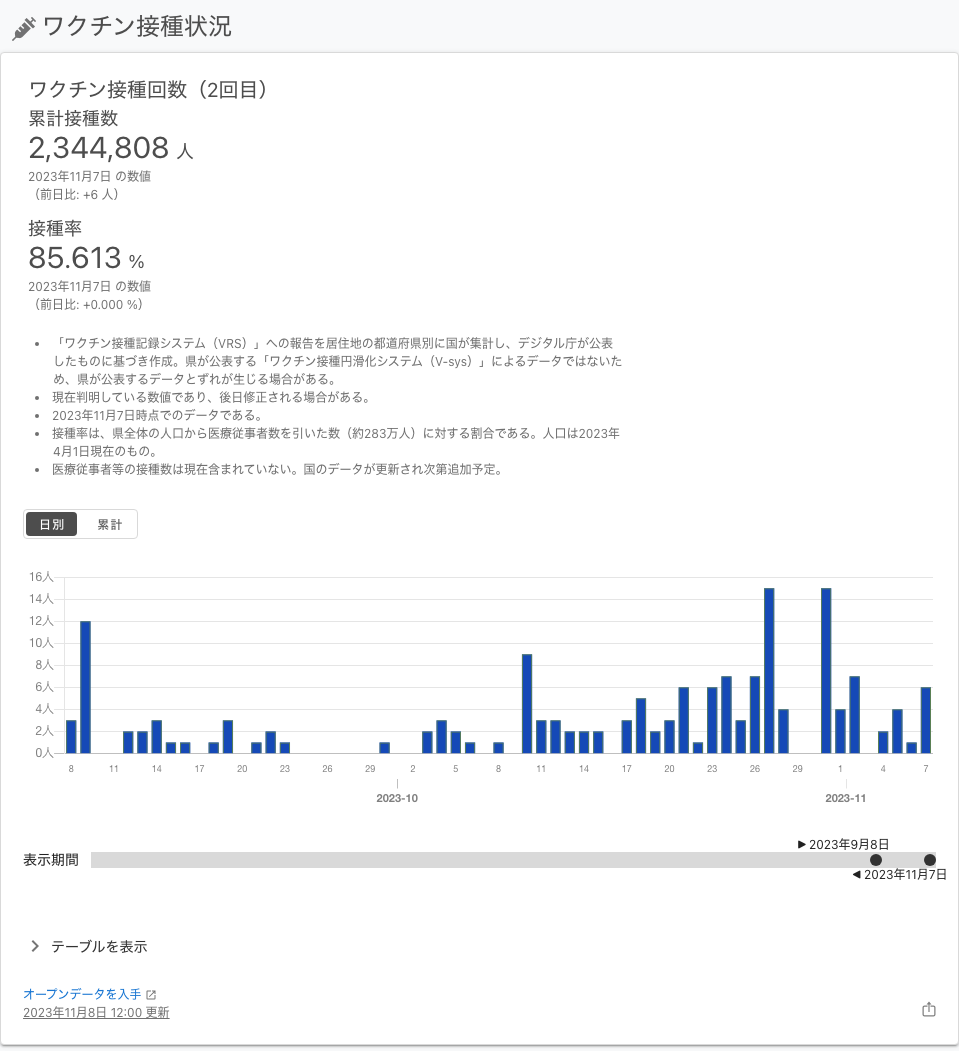 ワクチン接種状況
ワクチン接種回数（2回目）
累計接種数
2,344,808 人
2023年11月7日 の数値
（前日比: +6 人）
接種率
85.613 %
2023年11月7日 の数値
（前日比: +0.000 %）
• 「ワクチン接種記録システム（VRS）」への報告を居住地の都道府県別に国が集計し、デジタル庁が公表
したものに基づき作成。県が公表する「ワクチン接種円滑化システム（V-sys）」によるデータではないた
め、県が公表するデータとずれが生じる場合がある。
• 現在判明している数値であり、後日修正される場合がある。
• 2023年11月7日時点でのデータである。
• 接種率は、県全体の人口から医療従事者数を引いた数（約283万人）に対する割合である。人口は2023年
4月1日現在のもの。
• 医療従事者等の接種数は現在含まれていない。国のデータが更新され次第追加予定。
日別 累計
16人
14人
12人
10人
8人
6人
4人
2人
0人
8 11 14 17 20 23 26 29 2 5 8 11 14 17 20 23 26 29 1 4 7
2023-10 2023-11
▶ 2023年9月8日
表示期間
◀ 2023年11月7日
テーブルを表示
オープンデータを入手
2023年11月8日 12:00 更新